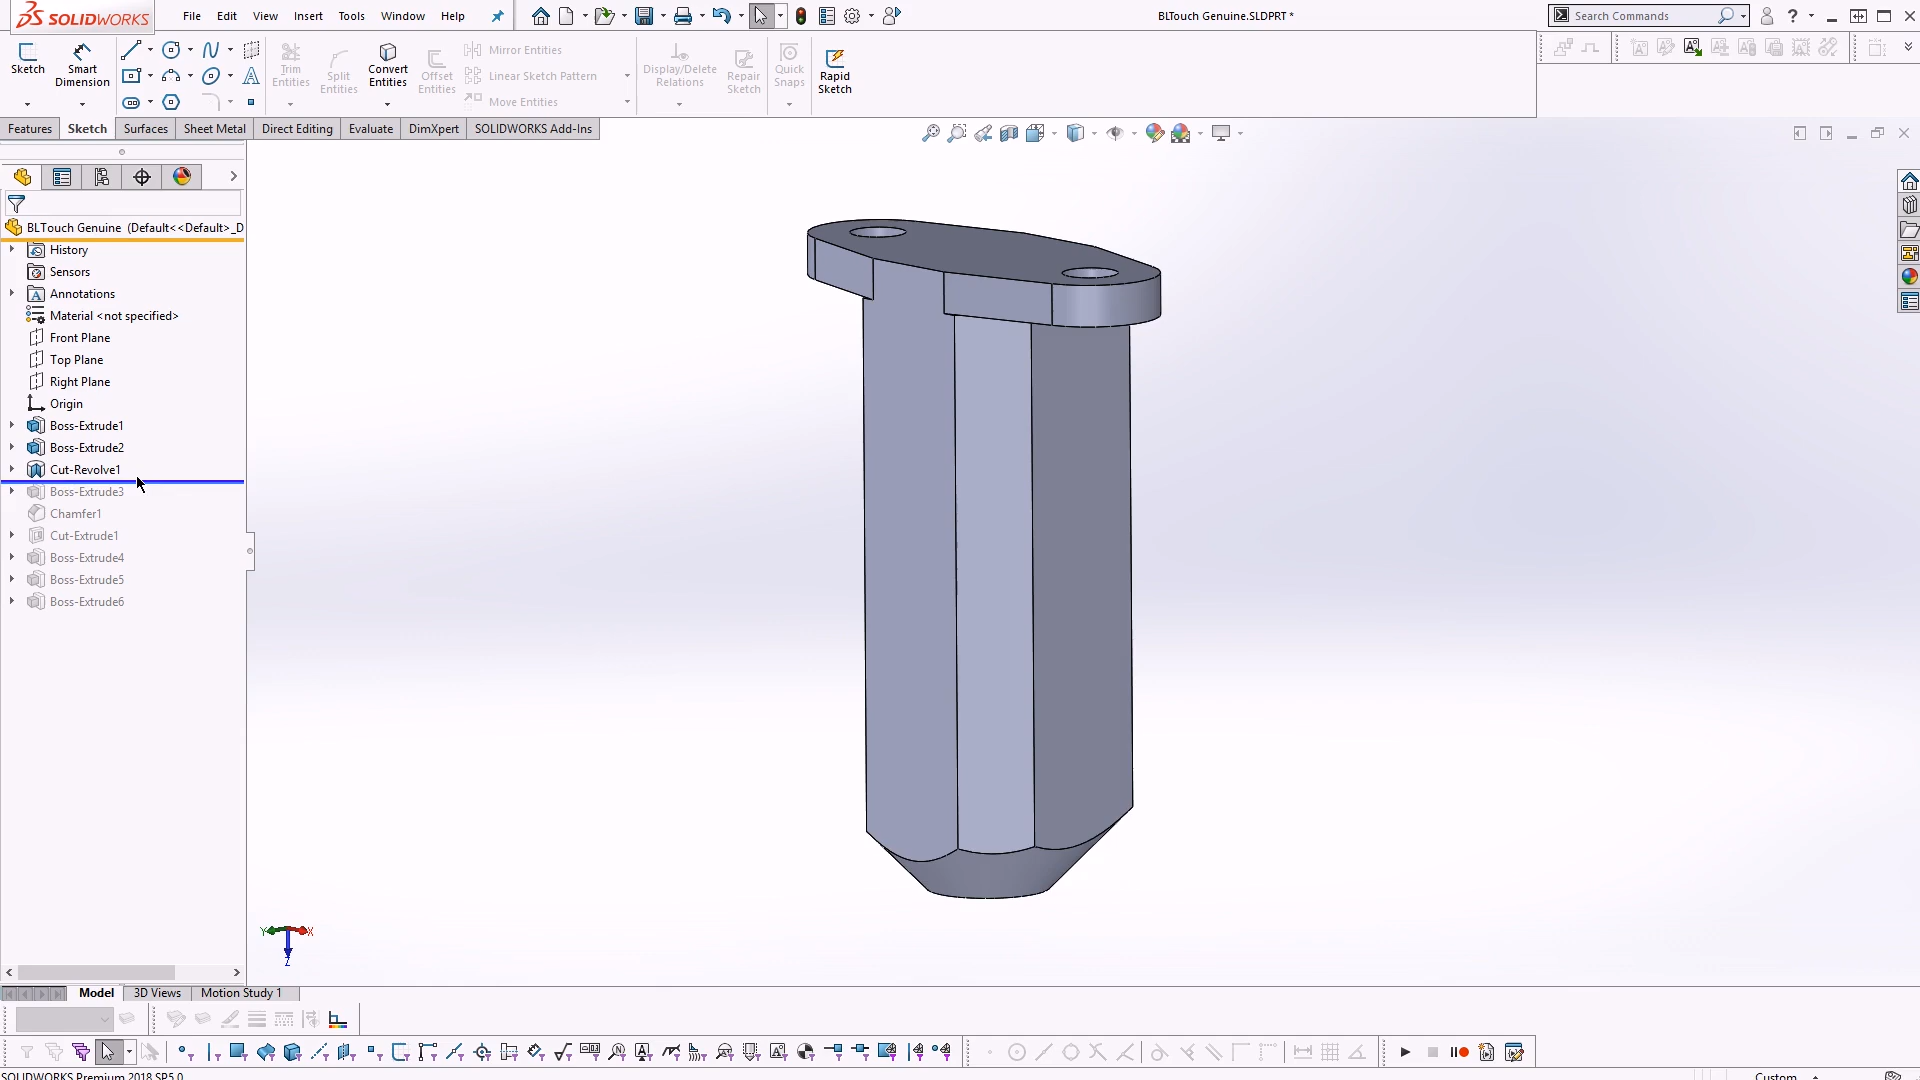 SOLIDWORKS File Edit View Insert Tools Window Help BLTouch Genuine.SLDPRT * Search Commands
Sketch Smart Dimension Trim Entities Split Entities Convert Entities Offset Entities Mirror Entities Linear Sketch Pattern Move Entities Display/Delete Relations Repair Sketch Quick Snaps Rapid Sketch
Features Sketch Surfaces Sheet Metal Direct Editing Evaluate DimXpert SOLIDWORKS Add-Ins
BLTouch Genuine (Default<<Default>_D
History
Sensors
Annotations
Material <not specified>
Front Plane
Top Plane
Right Plane
Origin
Boss-Extrude1
Boss-Extrude2
Cut-Revolve1
Boss-Extrude3
Chamfer1
Cut-Extrude1
Boss-Extrude4
Boss-Extrude5
Boss-Extrude6
Y X
Z
Model 3D Views Motion Study 1
SOLIDWORKS Premium 2018 SP5.0 Custom